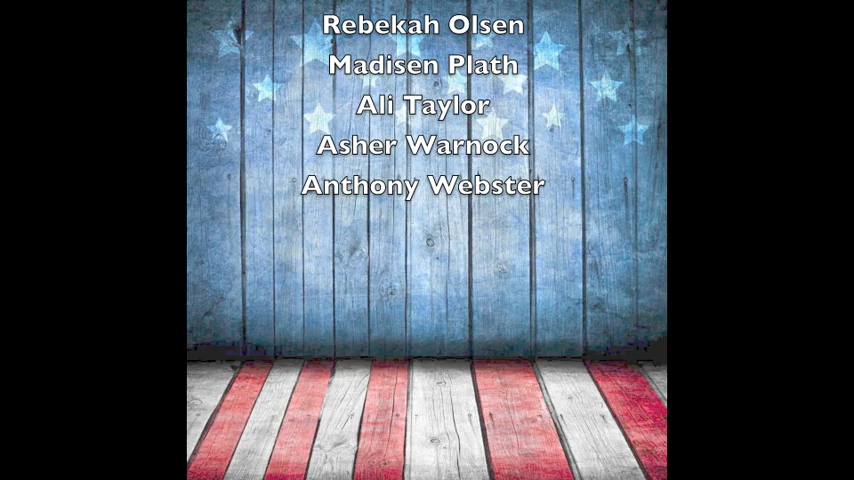 Rebekah Olsen
Madisen Plath
Ali Taylor
Asher Warnock
Anthony Webster